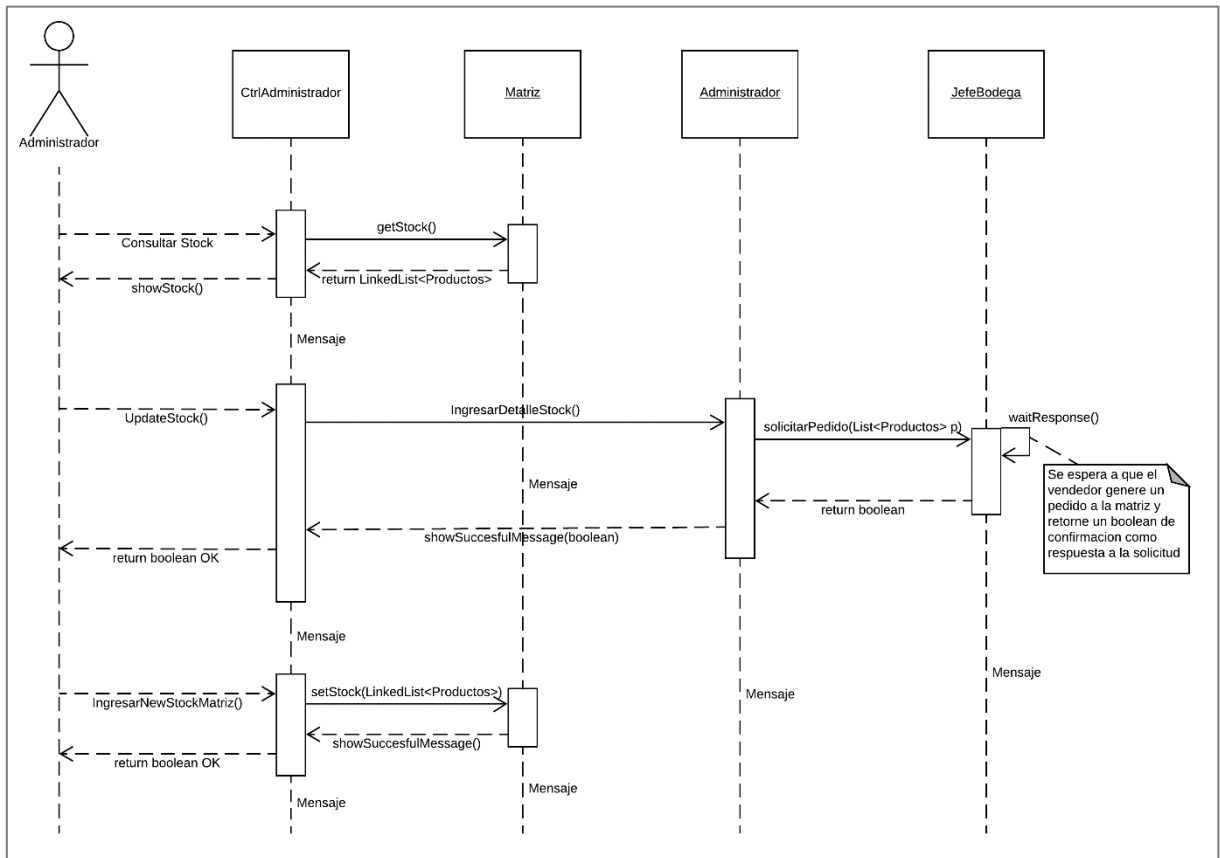 CtrlAdministrador
Matriz
Administrador
JefeBodega
Administrador
getStock()
Consultar Stock
return LinkedList<Productos>
showStock()
Mensaje
UpdateStock()
IngresarDetalleStock()
solicitarPedido(List<Productos> p)
waitResponse()
Se espera a que el
vendedor genere un
pedido a la matriz y
retorne un boolean de
confirmacion como
respuesta a la solicitud
Mensaje
return boolean
showSuccesfulMessage(boolean)
return boolean OK
Mensaje
Mensaje
IngresarNewStockMatriz()
setStock(LinkedList<Productos>)
Mensaje
showSuccesfulMessage()
return boolean OK
Mensaje
Mensaje